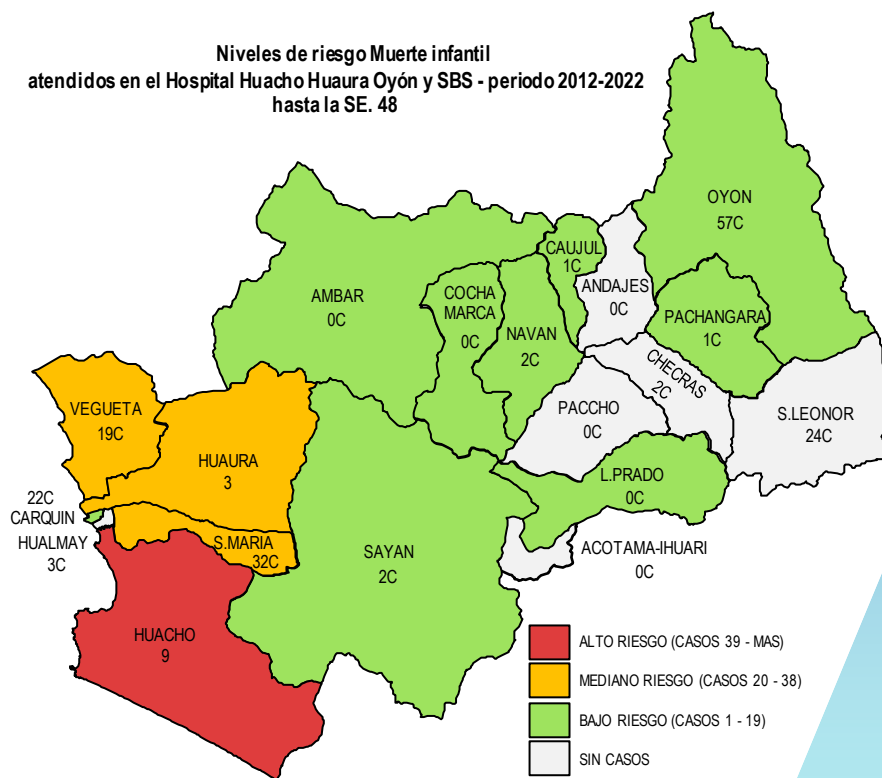 Niveles de riesgo Muerte infantil
atendidos en el Hospital Huacho Huaura Oyón y SBS - periodo 2012-2022
hasta la SE. 48
OYON
57C
CAUJUL
1C
ANDAJES
0C
AMBAR
0C
COCHA
MARCA
0C
NAVAN
2C
PACHANGARA
1C
CHECRAS
2C
VEGUETA
19C
PACCHO
0C
S.LEONOR
24C
HUAURA
3
L.PRADO
0C
22C
CARQUIN
HUALMAY
3C
S.MARIA
32C
SAYAN
2C
ACOTAMA-IHUARI
0C
HUACHO
9
ALTO RIESGO (CASOS 39 - MAS)
MEDIANO RIESGO (CASOS 20 - 38)
BAJO RIESGO (CASOS 1 - 19)
SIN CASOS